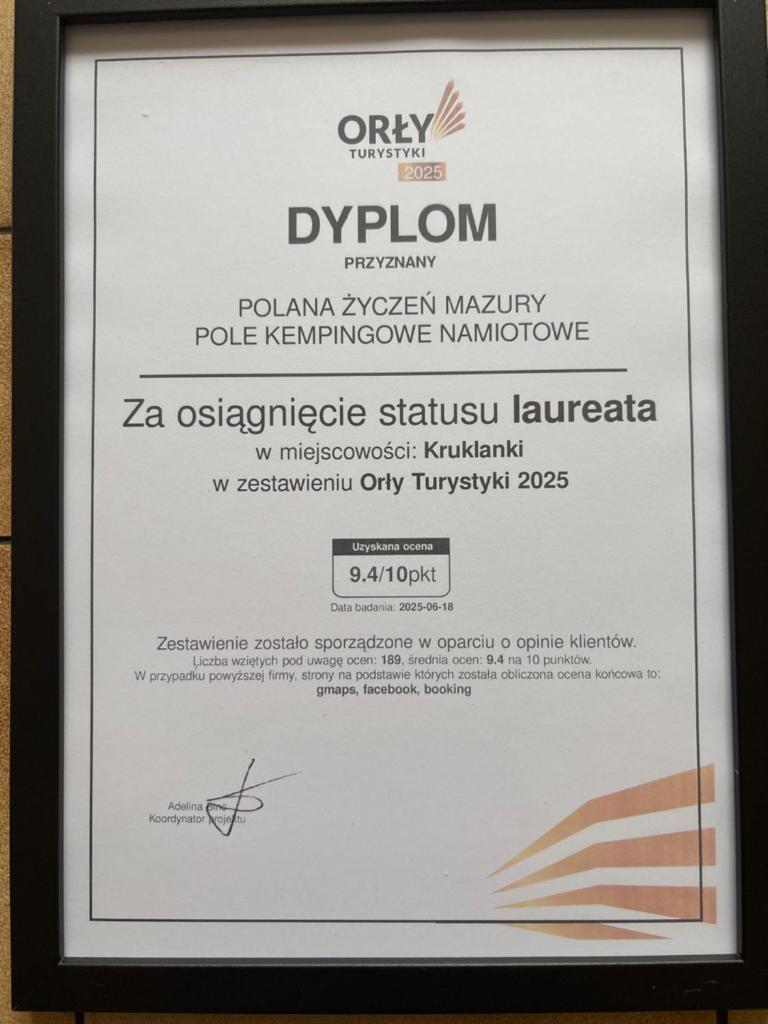 ORŁY
TURYSTYKI
2025
DYPLOM
PRZYZNANY
POLANA ŻYCZEŃ MAZURY
POLE KEMPINGOWE NAMIOTOWE
Za osiągnięcie statusu laureata
w miejscowości: Kruklanki
w zestawieniu Orły Turystyki 2025
Uzyskana ocena
9.4/10pkt
Data badania: 2025-06-18
Zestawienie zostało sporządzone w oparciu o opinie klientów.
Liczba wziętych pod uwagę ocen: 189, średnia ocen: 9.4 na 10 punktów.
W przypadku powyższej firmy, strony na podstawie których została obliczona ocena końcowa to:
gmaps, facebook, booking
Adelina
Koordynator projektu